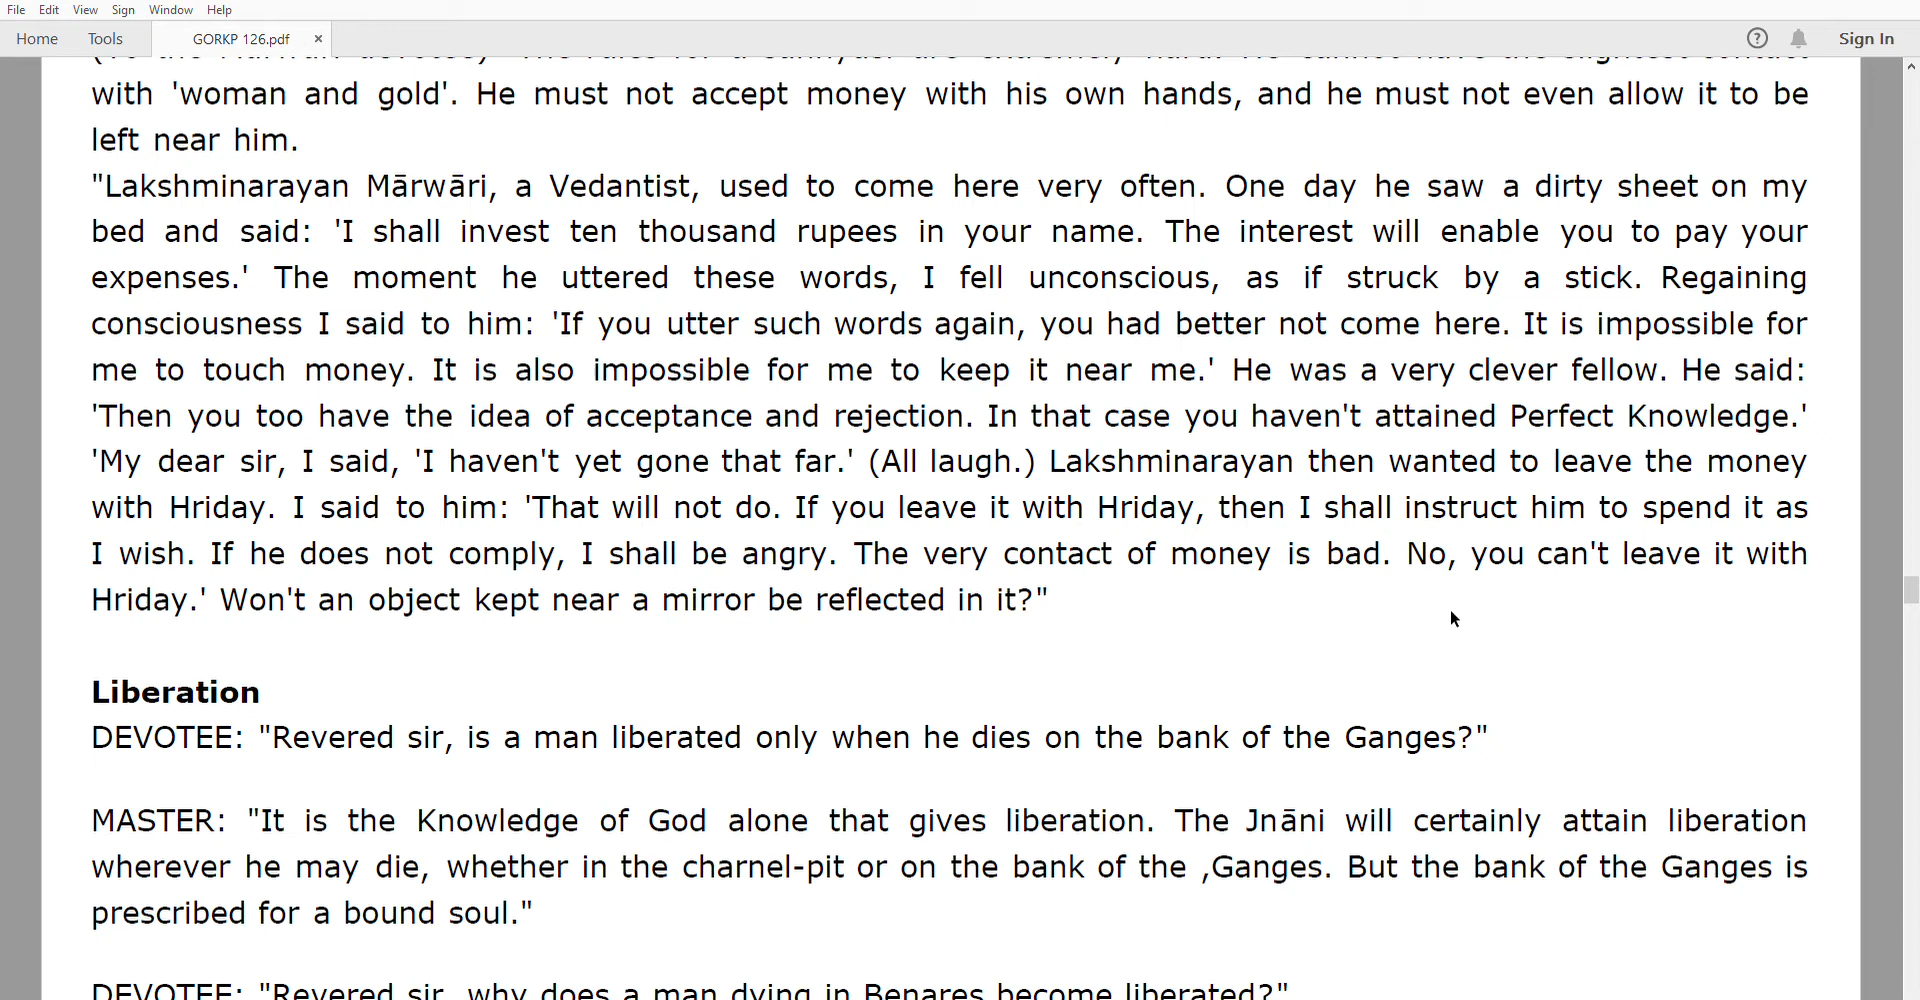 File Edit View Sign Window Help
Home Tools GORKP 126.pdf × ? Sign In
with 'woman and gold'. He must not accept money with his own hands, and he must not even allow it to be
left near him.
"Lakshminarayan Mārwāri, a Vedantist, used to come here very often. One day he saw a dirty sheet on my
bed and said: 'I shall invest ten thousand rupees in your name. The interest will enable you to pay your
expenses.' The moment he uttered these words, I fell unconscious, as if struck by a stick. Regaining
consciousness I said to him: 'If you utter such words again, you had better not come here. It is impossible for
me to touch money. It is also impossible for me to keep it near me.' He was a very clever fellow. He said:
'Then you too have the idea of acceptance and rejection. In that case you haven't attained Perfect Knowledge.'
'My dear sir, I said, 'I haven't yet gone that far.' (All laugh.) Lakshminarayan then wanted to leave the money
with Hriday. I said to him: 'That will not do. If you leave it with Hriday, then I shall instruct him to spend it as
I wish. If he does not comply, I shall be angry. The very contact of money is bad. No, you can't leave it with
Hriday.' Won't an object kept near a mirror be reflected in it?"
Liberation
DEVOTEE: "Revered sir, is a man liberated only when he dies on the bank of the Ganges?"
MASTER: "It is the Knowledge of God alone that gives liberation. The Jnāni will certainly attain liberation
wherever he may die, whether in the charnel-pit or on the bank of the ,Ganges. But the bank of the Ganges is
prescribed for a bound soul."
DEVOTEE: "Revered sir, why does a man dying in Benares become liberated?"